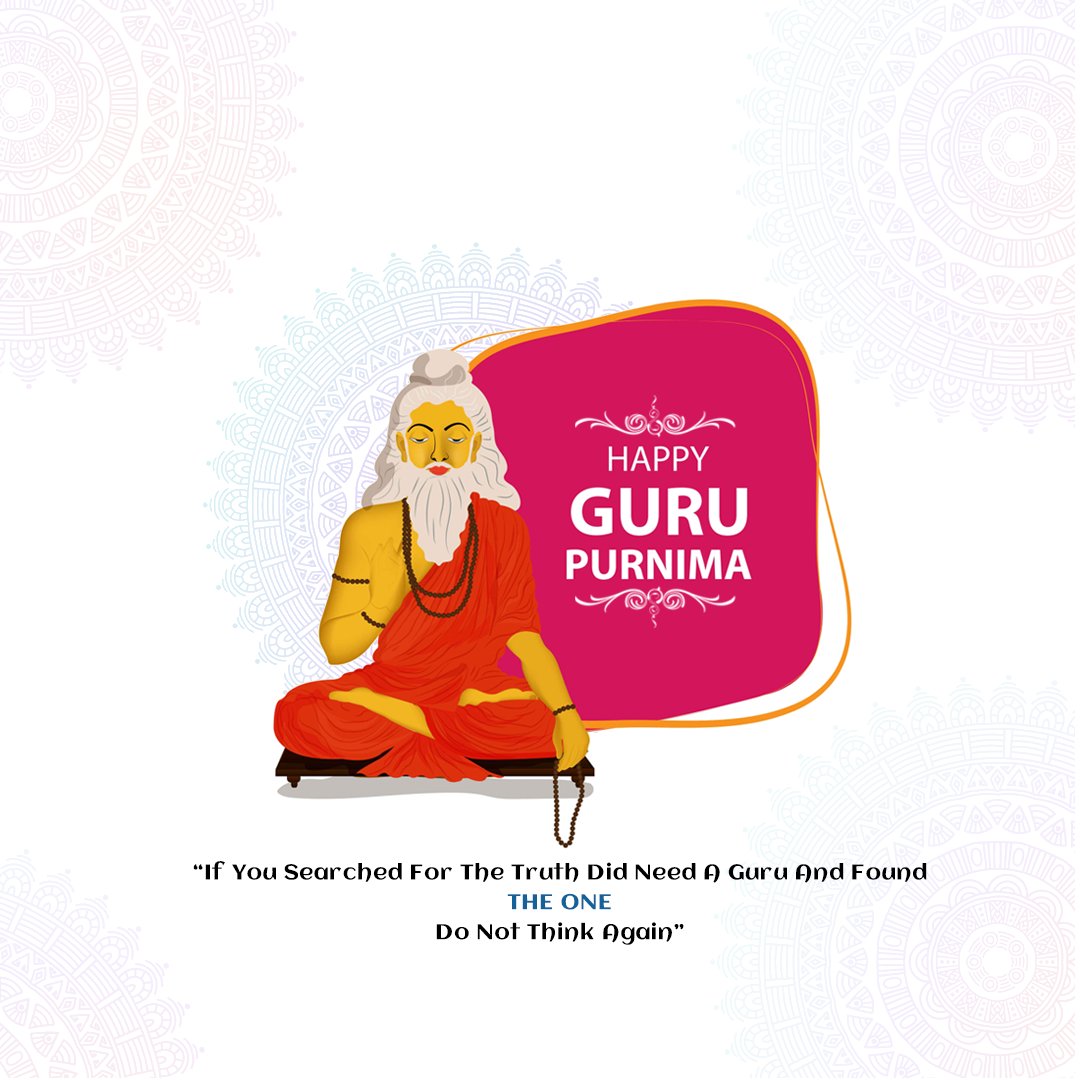 HAPPY
GURU
PURNIMA
“If You Searched For The Truth Did Need A Guru And Found
THE ONE
Do Not Think Again”